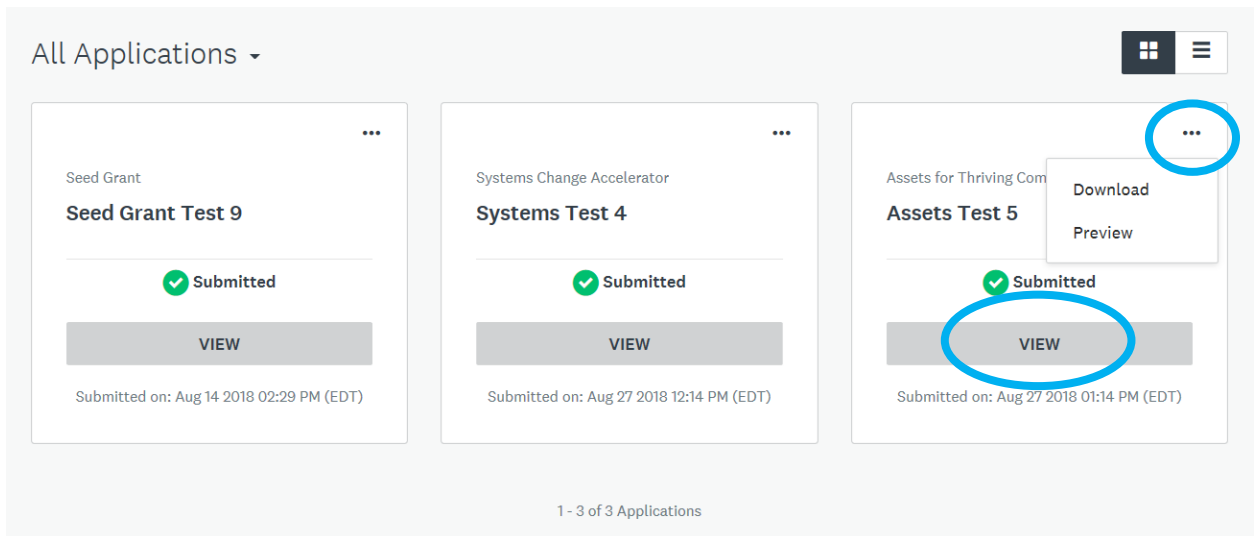 All Applications
Seed Grant
Seed Grant Test 9
Submitted
VIEW
Submitted on: Aug 14 2018 02:29 PM (EDT)
Systems Change Accelerator
Systems Test 4
Submitted
VIEW
Submitted on: Aug 27 2018 12:14 PM (EDT)
Assets for Thriving Com
Assets Test 5
Download
Preview
Submitted
VIEW
Submitted on: Aug 27 2018 01:14 PM (EDT)
1 - 3 of 3 Applications